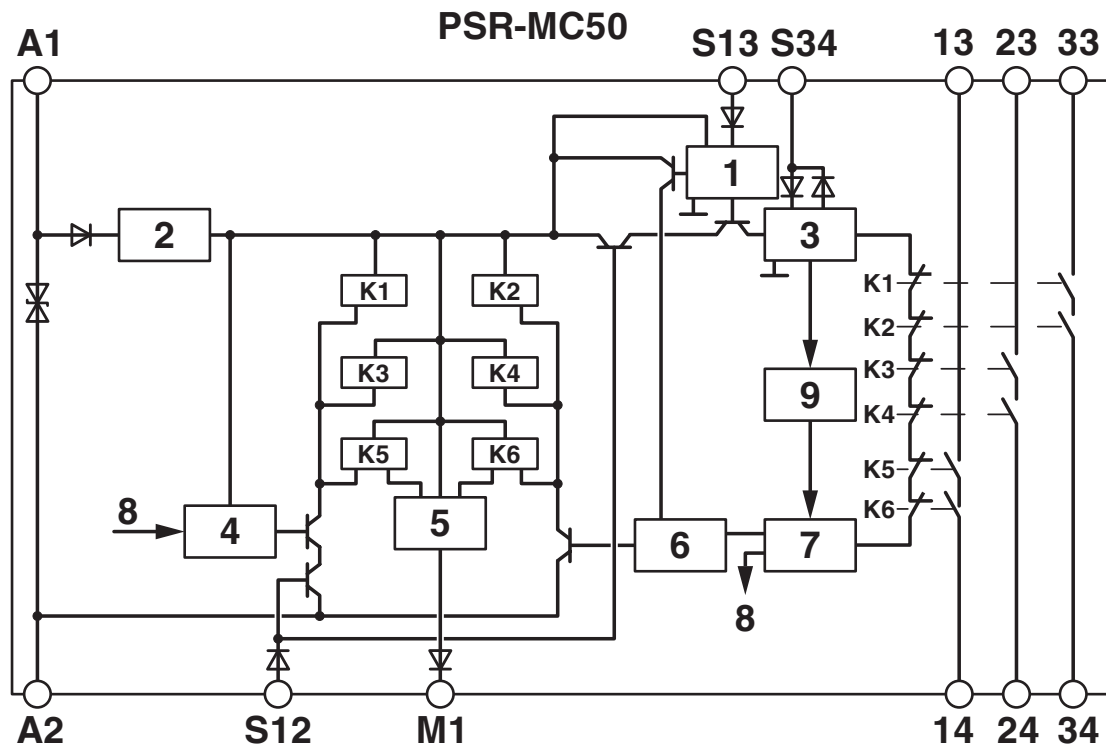 PSR-MC50
A1 S13 S34 13 23 33
1
2 3
K1 K2 K1
K2
K3 K4 K3
9
K4
K5 K6 K5
8 4 5 K6
6 7
8
A2 S12 M1 14 24 34